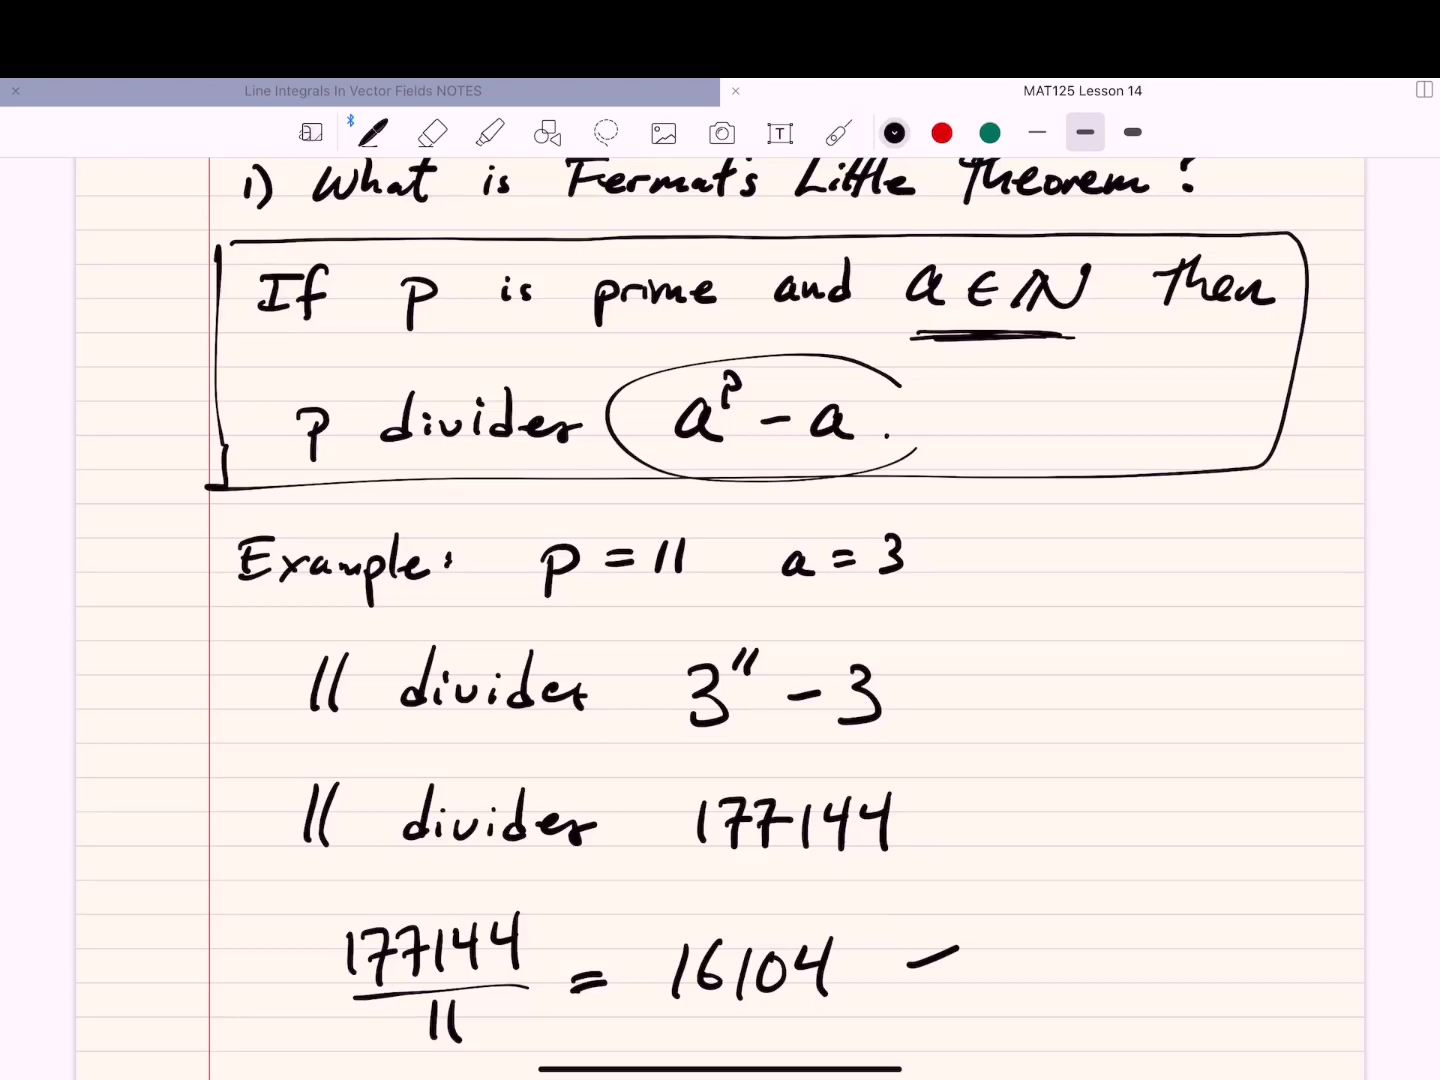 Line Integrals In Vector Fields NOTES
MAT125 Lesson 14
1) What is Fermat's Little Theorem?
If p is prime and a ∈ ℕ then
p divides a^p - a.
Example: p = 11 a = 3
11 divides 3^11 - 3
11 divides 177144
177144/11 = 16104